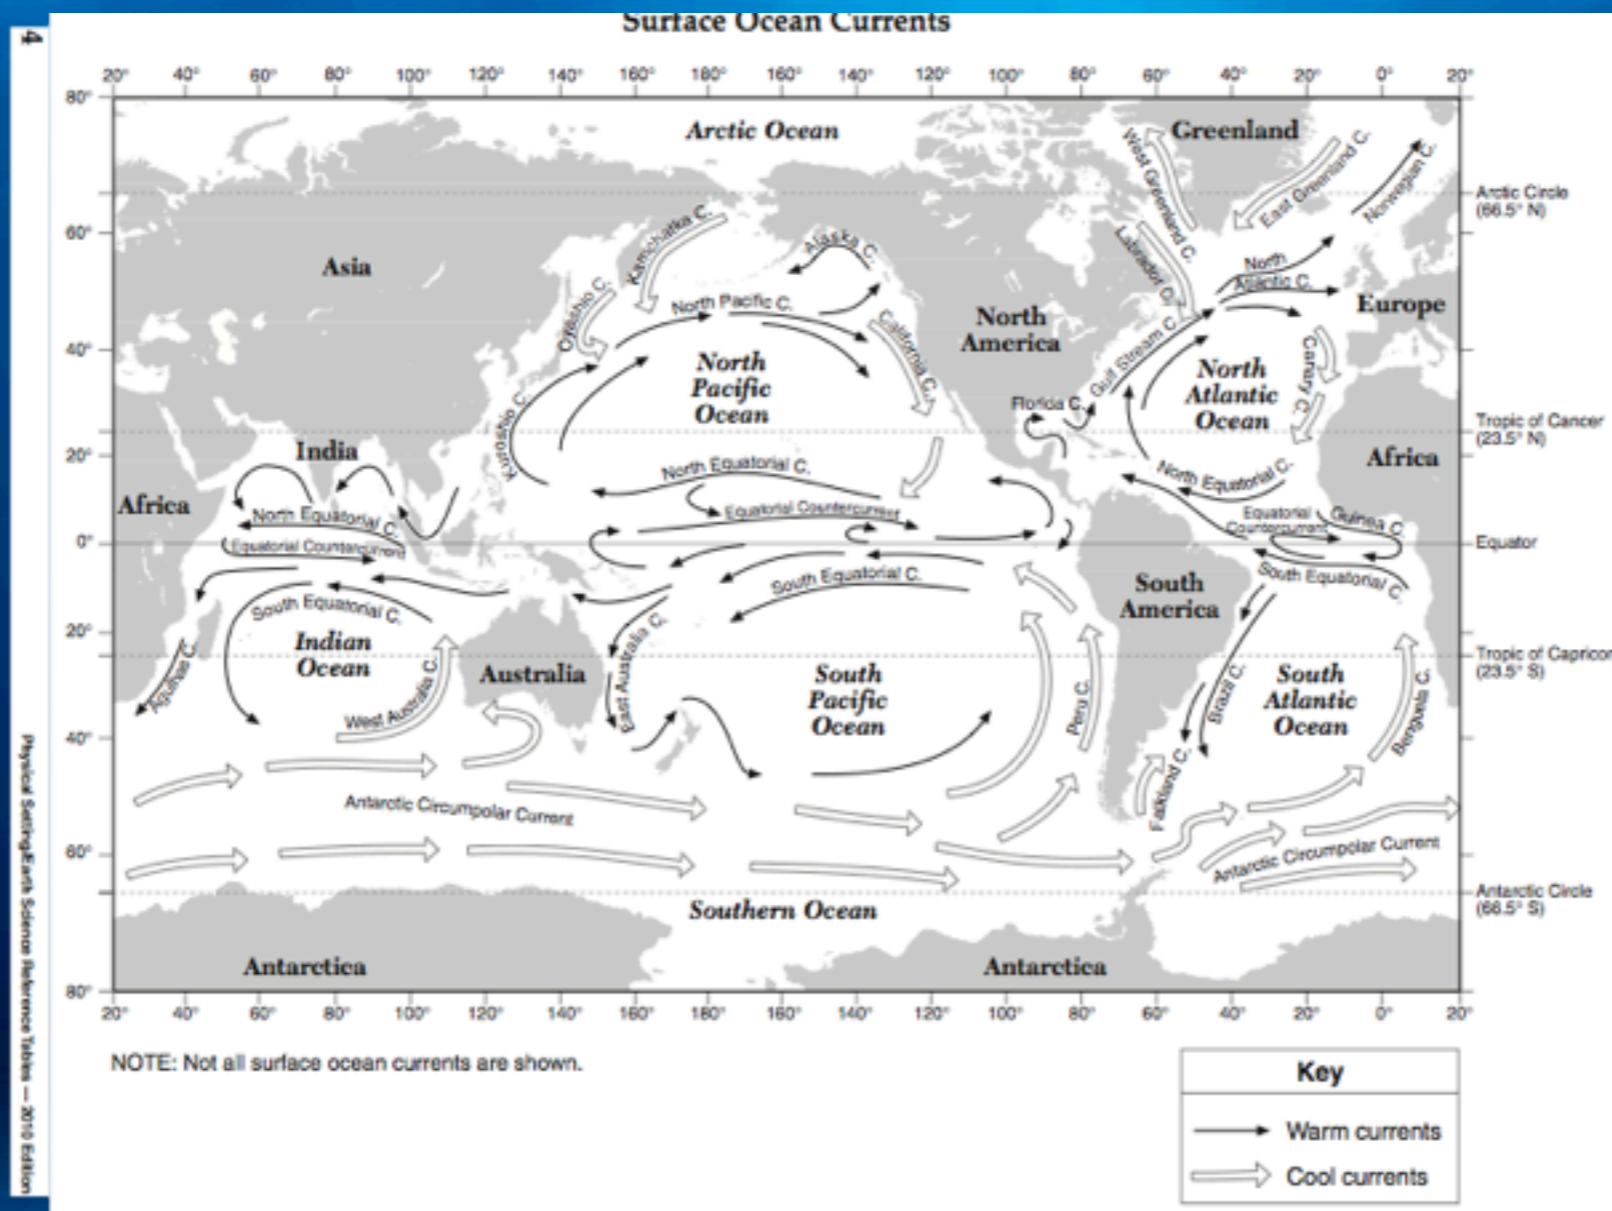 Surface Ocean Currents
4
20° 40° 60° 80° 100° 120° 140° 160° 180° 160° 140° 120° 100° 80° 60° 40° 20° 0° 20°
80°
60°
40°
20°
0°
20°
40°
60°
80°
Arctic Ocean
Greenland
West Greenland C.
East Greenland C.
Norwegian C.
Arctic Circle
(66.5° N)
Kamchatka C.
Alaska C.
Labrador C.
Asia
Oyashio C.
North Pacific C.
California C.
North
America
North
Atlantic C.
Europe
Gulf Stream C.
Canary C.
North
Pacific
Ocean
North
Atlantic
Ocean
Florida C.
Kuroshio C.
Tropic of Cancer
(23.5° N)
India
Africa
Africa
North Equatorial C.
North Equatorial C.
North Equatorial C.
Equatorial Countercurrent
Equatorial Countercurrent
Equatorial
Countercurrent
Guinea C.
Equator
South Equatorial C.
South Equatorial C.
South Equatorial C.
South
America
Indian
Ocean
Agulhas C.
West Australia C.
Australia
East Australia C.
South
Pacific
Ocean
Peru C.
Brazil C.
South
Atlantic
Ocean
Benguela C.
Tropic of Capricor
(23.5° S)
Falkland C.
Antarctic Circumpolar Current
Antarctic Circumpolar Current
Antarctic Circle
(66.5° S)
Southern Ocean
Antarctica
Antarctica
20° 40° 60° 80° 100° 120° 140° 160° 180° 160° 140° 120° 100° 80° 60° 40° 20° 0° 20°
NOTE: Not all surface ocean currents are shown.
Key
Warm currents
Cool currents
Physical Setting/Earth Science Reference Tables — 2010 Edition